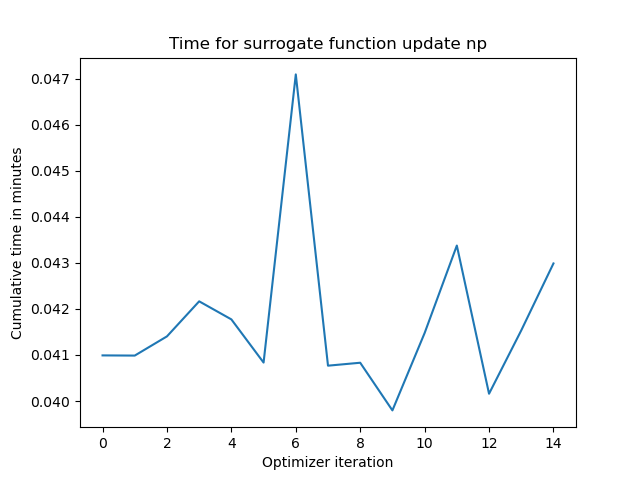 Time for surrogate function update np
Cumulative time in minutes
0.047
0.046
0.045
0.044
0.043
0.042
0.041
0.040
0 2 4 6 8 10 12 14
Optimizer iteration